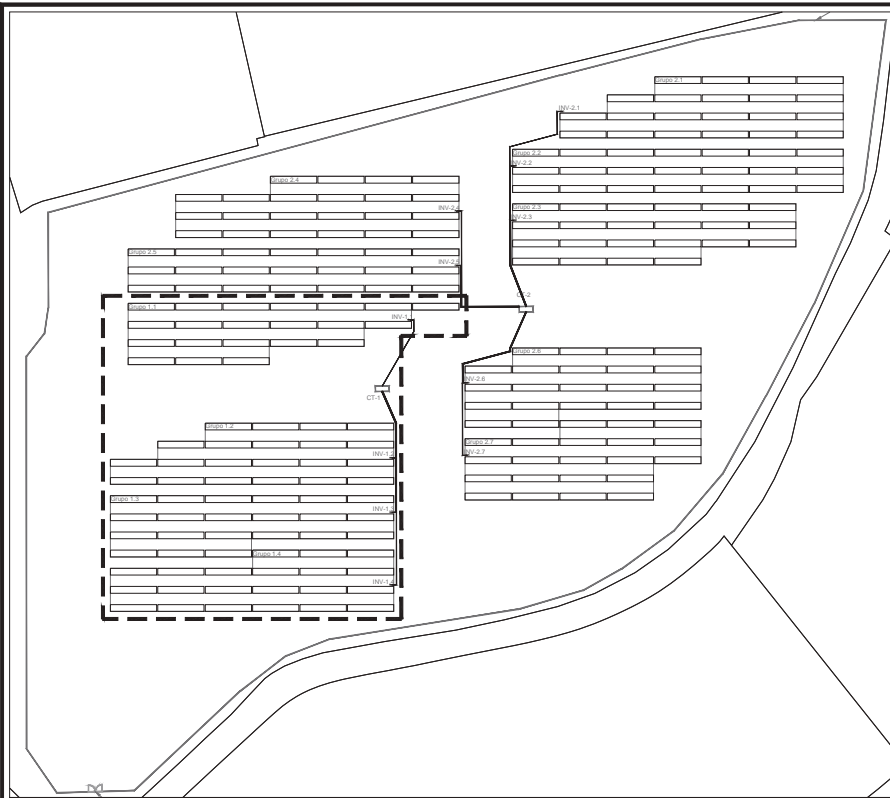 Grupo 2.1
INV-2.1
Grupo 2.2
INV-2.2
Grupo 2.4
Grupo 2.3
INV-2.4
INV-2.3
Grupo 2.5
INV-2.5
CT-2
Grupo 1.1
INV-1.
Grupo 2.6
INV-2.6
CT-1
Grupo 1.2
Grupo 2.7
INV-1.2
INV-2.7
Grupo 1.3
INV-1.3
Grupo 1.4
INV-1.4